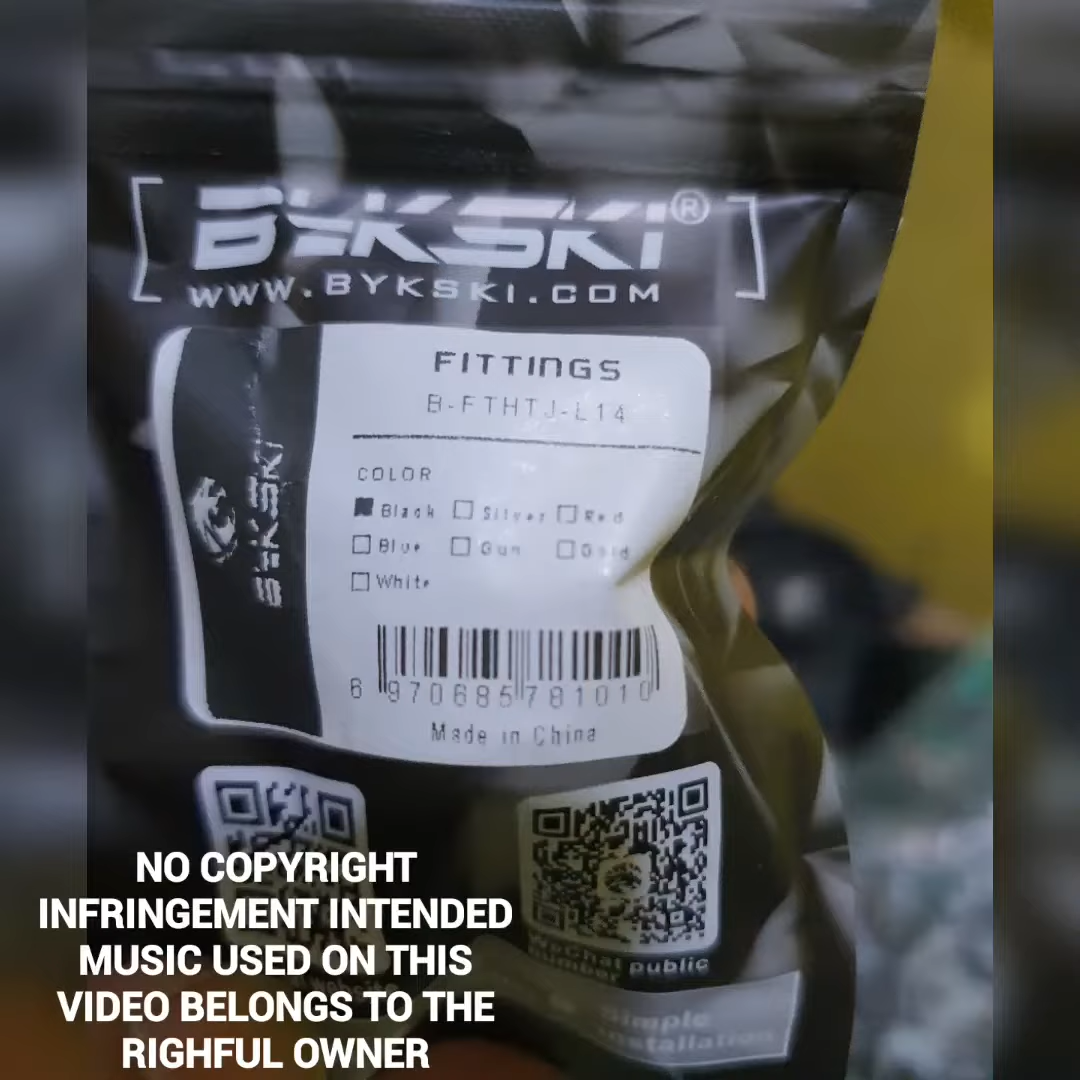 BYKSKI®
WWW.BYKSKI.COM
FITTINGS
B-FTHTJ-L14
COLOR
Black Silver Red
Blue Gun Gold
White
BYKSKI
6 970685 781010
Made in China
WeChat public
number
website
Simple
installation
NO COPYRIGHT
INFRINGEMENT INTENDED
MUSIC USED ON THIS
VIDEO BELONGS TO THE
RIGHFUL OWNER